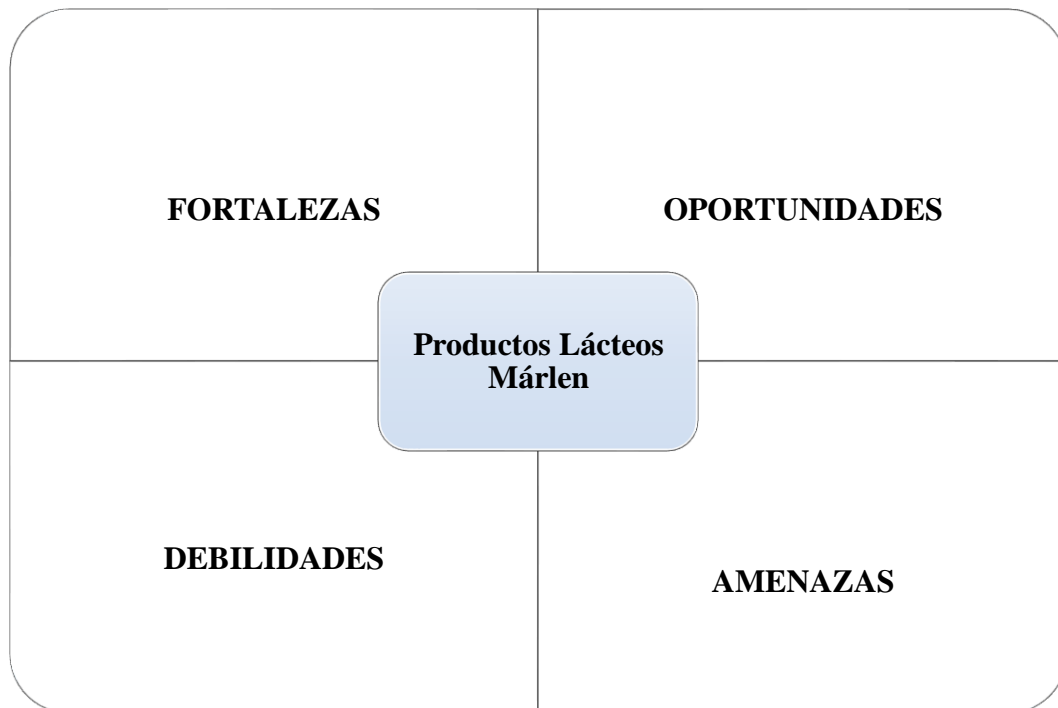 FORTALEZAS
OPORTUNIDADES
Productos Lácteos
Márlen
DEBILIDADES
AMENAZAS